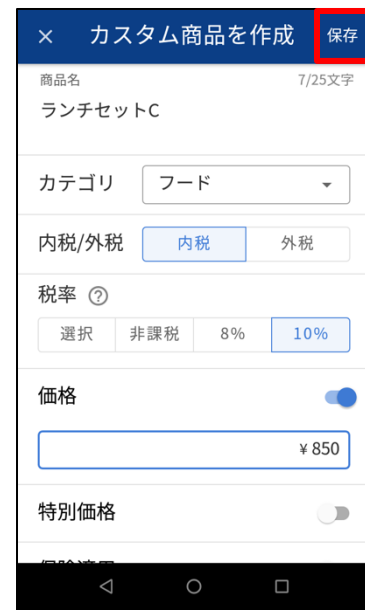 × カスタム商品を作成 保存
商品名 7/25文字
ランチセットC
カテゴリ フード
内税/外税 内税 外税
税率 ?
選択 非課税 8% 10%
価格
¥ 850
特別価格